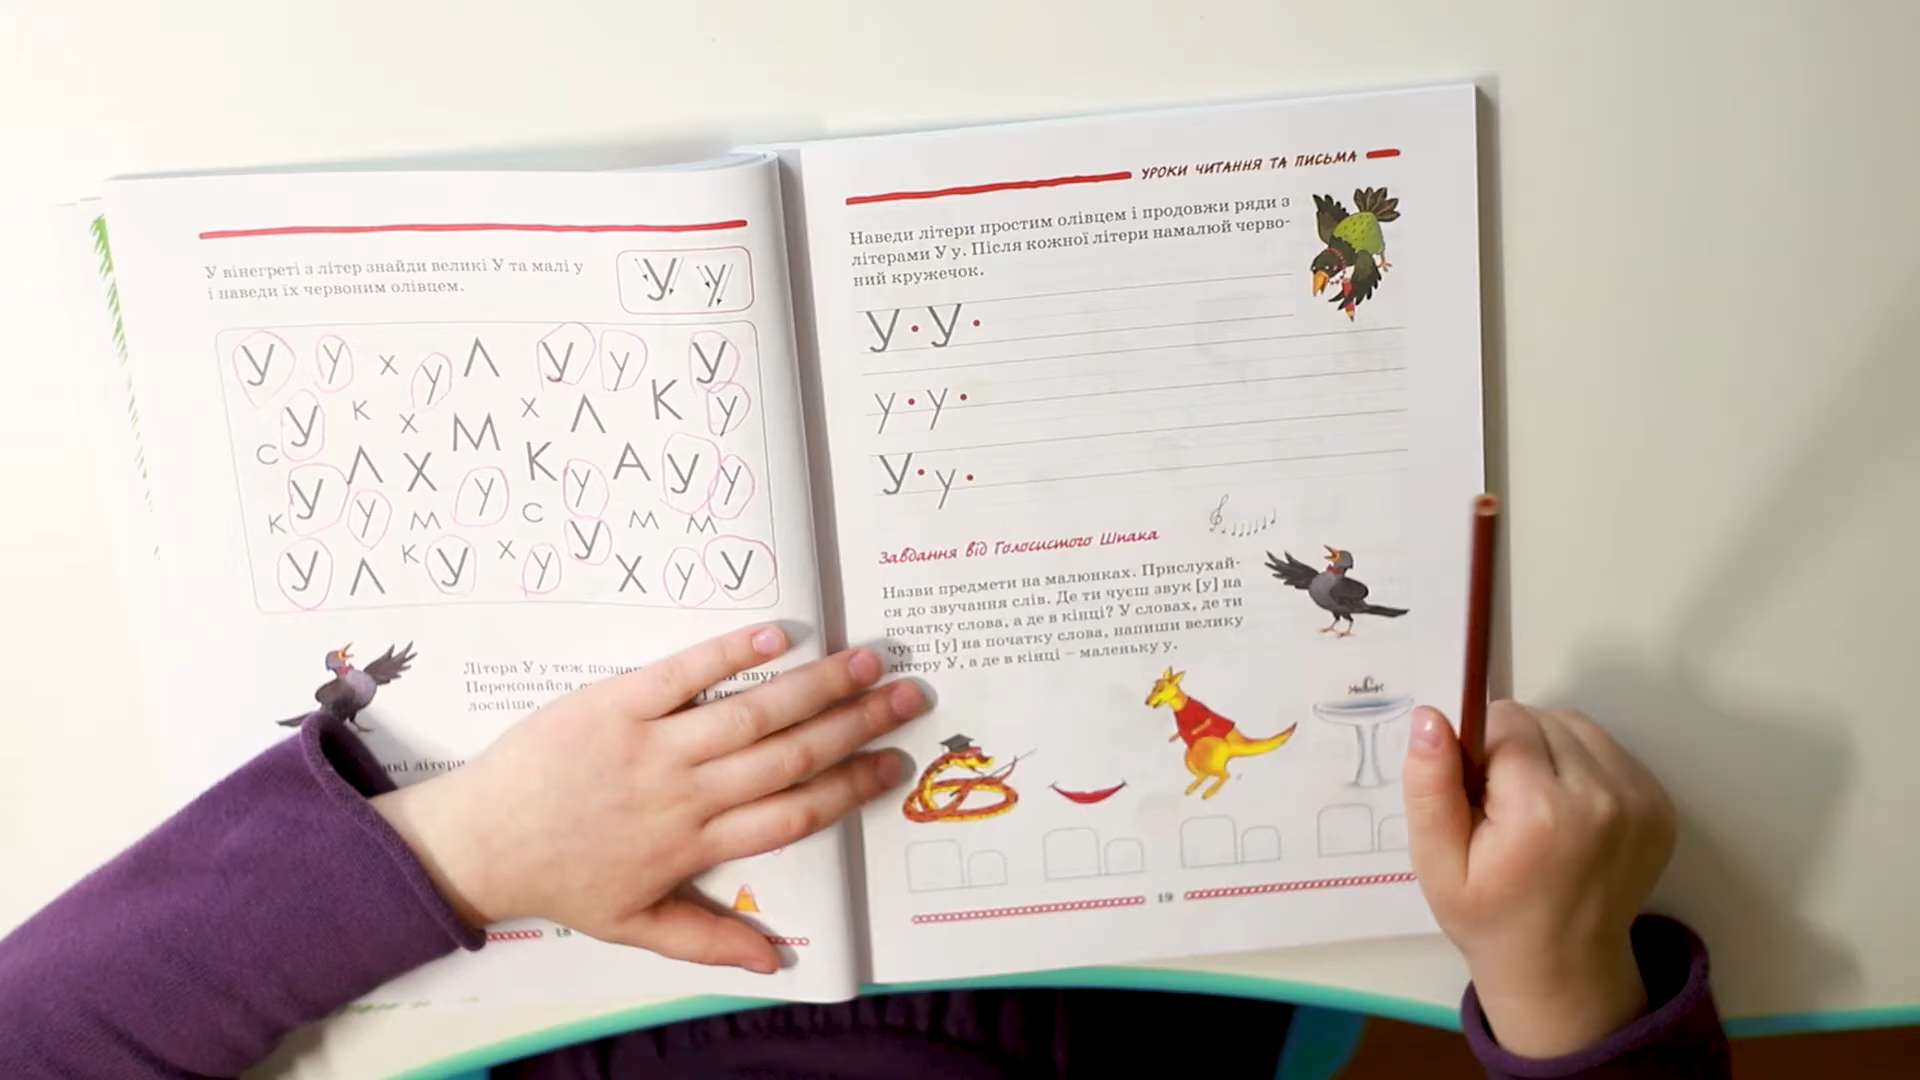 У вінегреті з літер знайди великі У та малі у
і наведи їх червоним олівцем.
У у
У у х у Л У у У
У к х М х Л К у
с Л Х К А У у
У у у у
к м с м м
У Л к У х у У Х у У
Літера У у теж позна
Переконайся
лосніше,
звук
літери
18
УРОКИ ЧИТАННЯ ТА ПИСЬМА
Наведи літери простим олівцем і продовжи ряди з
літерами У у. Після кожної літери намалюй черво-
ний кружечок.
У • У •
у • у •
У • у •
Завдання від Голосистого Шпака
Назви предмети на малюнках. Прислухай-
ся до звучання слів. Де ти чуєш звук [у] на
початку слова, а де в кінці? У словах, де ти
чуєш [у] на початку слова, напиши велику
літеру У, а де в кінці – маленьку у.
19